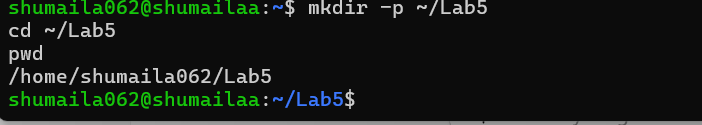 shumaila062@shumailaa:~$ mkdir -p ~/Lab5
cd ~/Lab5
pwd
/home/shumaila062/Lab5
shumaila062@shumailaa:~/Lab5$